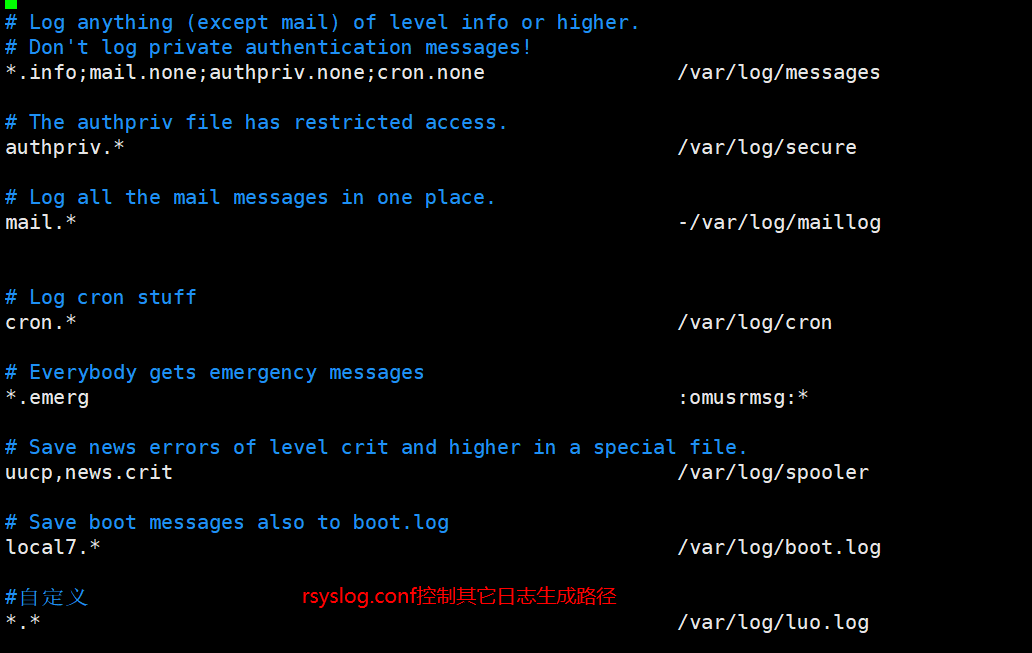 # Log anything (except mail) of level info or higher.
# Don't log private authentication messages!
*.info;mail.none;authpriv.none;cron.none /var/log/messages
# The authpriv file has restricted access.
authpriv.* /var/log/secure
# Log all the mail messages in one place.
mail.* -/var/log/maillog
# Log cron stuff
cron.* /var/log/cron
# Everybody gets emergency messages
*.emerg :omusrmsg:*
# Save news errors of level crit and higher in a special file.
uucp,news.crit /var/log/spooler
# Save boot messages also to boot.log
local7.* /var/log/boot.log
#自定义 rsyslog.conf控制其它日志生成路径
*.* /var/log/luo.log